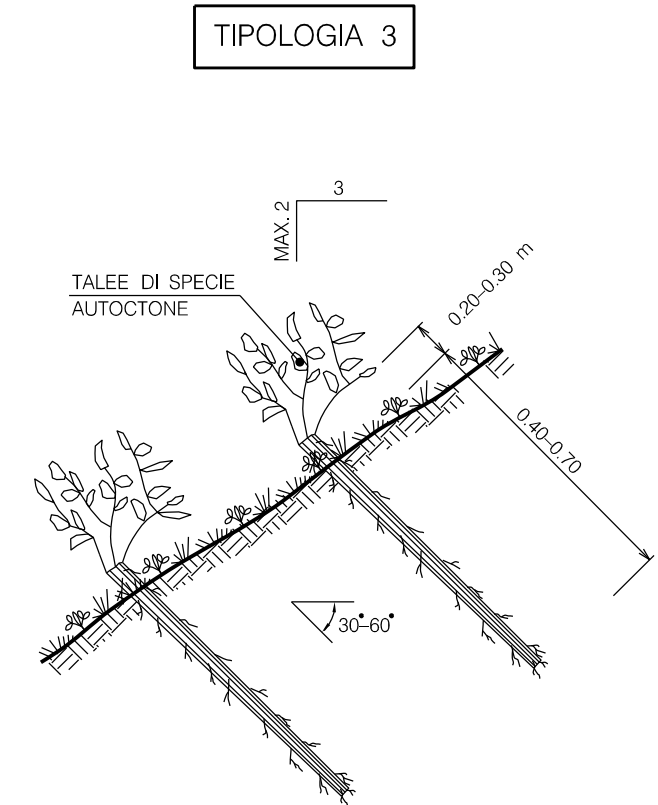 TIPOLOGIA 3
3
MAX. 2
TALEE DI SPECIE
AUTOCTONE
0.20–0.30 m
0.40–0.70
30°–60°